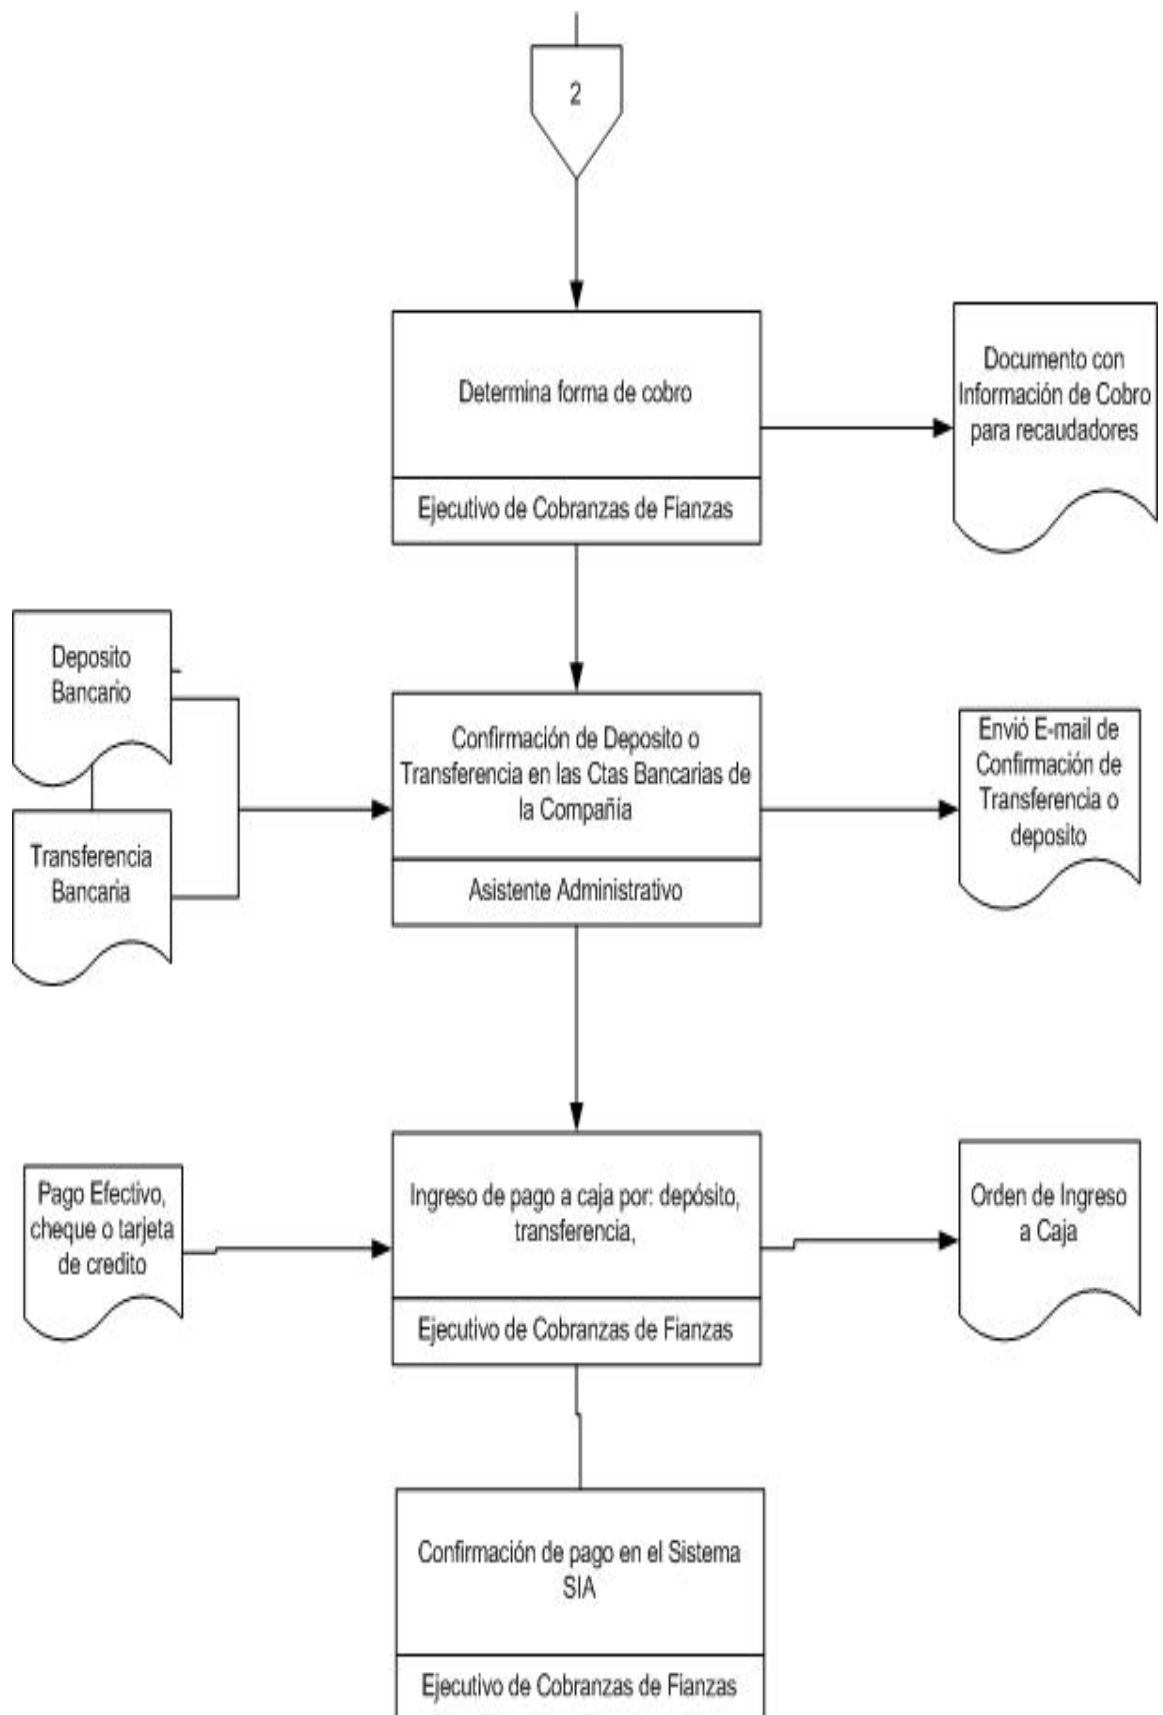 2
Determina forma de cobro
Ejecutivo de Cobranzas de Fianzas
Documento con
Información de Cobro
para recaudadores
Deposito
Bancario
Transferencia
Bancaria
Confirmación de Deposito o
Transferencia en las Ctas Bancarias de
la Compañía
Asistente Administrativo
Envió E-mail de
Confirmación de
Transferencia o
deposito
Pago Efectivo,
cheque o tarjeta
de credito
Ingreso de pago a caja por: depósito,
transferencia,
Ejecutivo de Cobranzas de Fianzas
Orden de Ingreso
a Caja
Confirmación de pago en el Sistema
SIA
Ejecutivo de Cobranzas de Fianzas